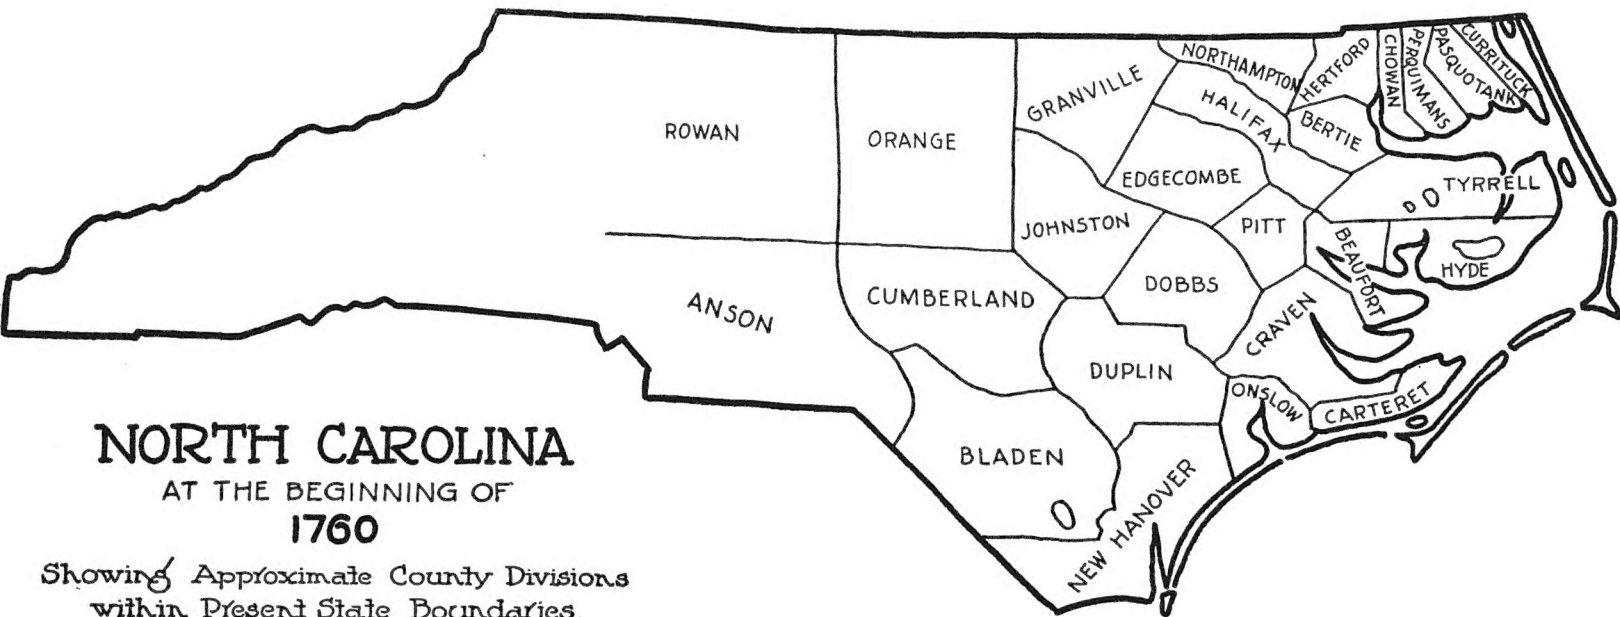 NORTHAMPTON
HERTFORD
CHOWAN
PERQUIMANS
PASQUOTANK
CURRITUCK
GRANVILLE
HALIFAX
BERTIE
ROWAN
ORANGE
EDGECOMBE
TYRRELL
JOHNSTON
PITT
BEAUFORT
HYDE
DOBBS
ANSON
CUMBERLAND
CRAVEN
DUPLIN
ONSLOW
CARTERET
BLADEN
NEW HANOVER
NORTH CAROLINA
AT THE BEGINNING OF
1760
Showing Approximate County Divisions
within Present State Boundaries